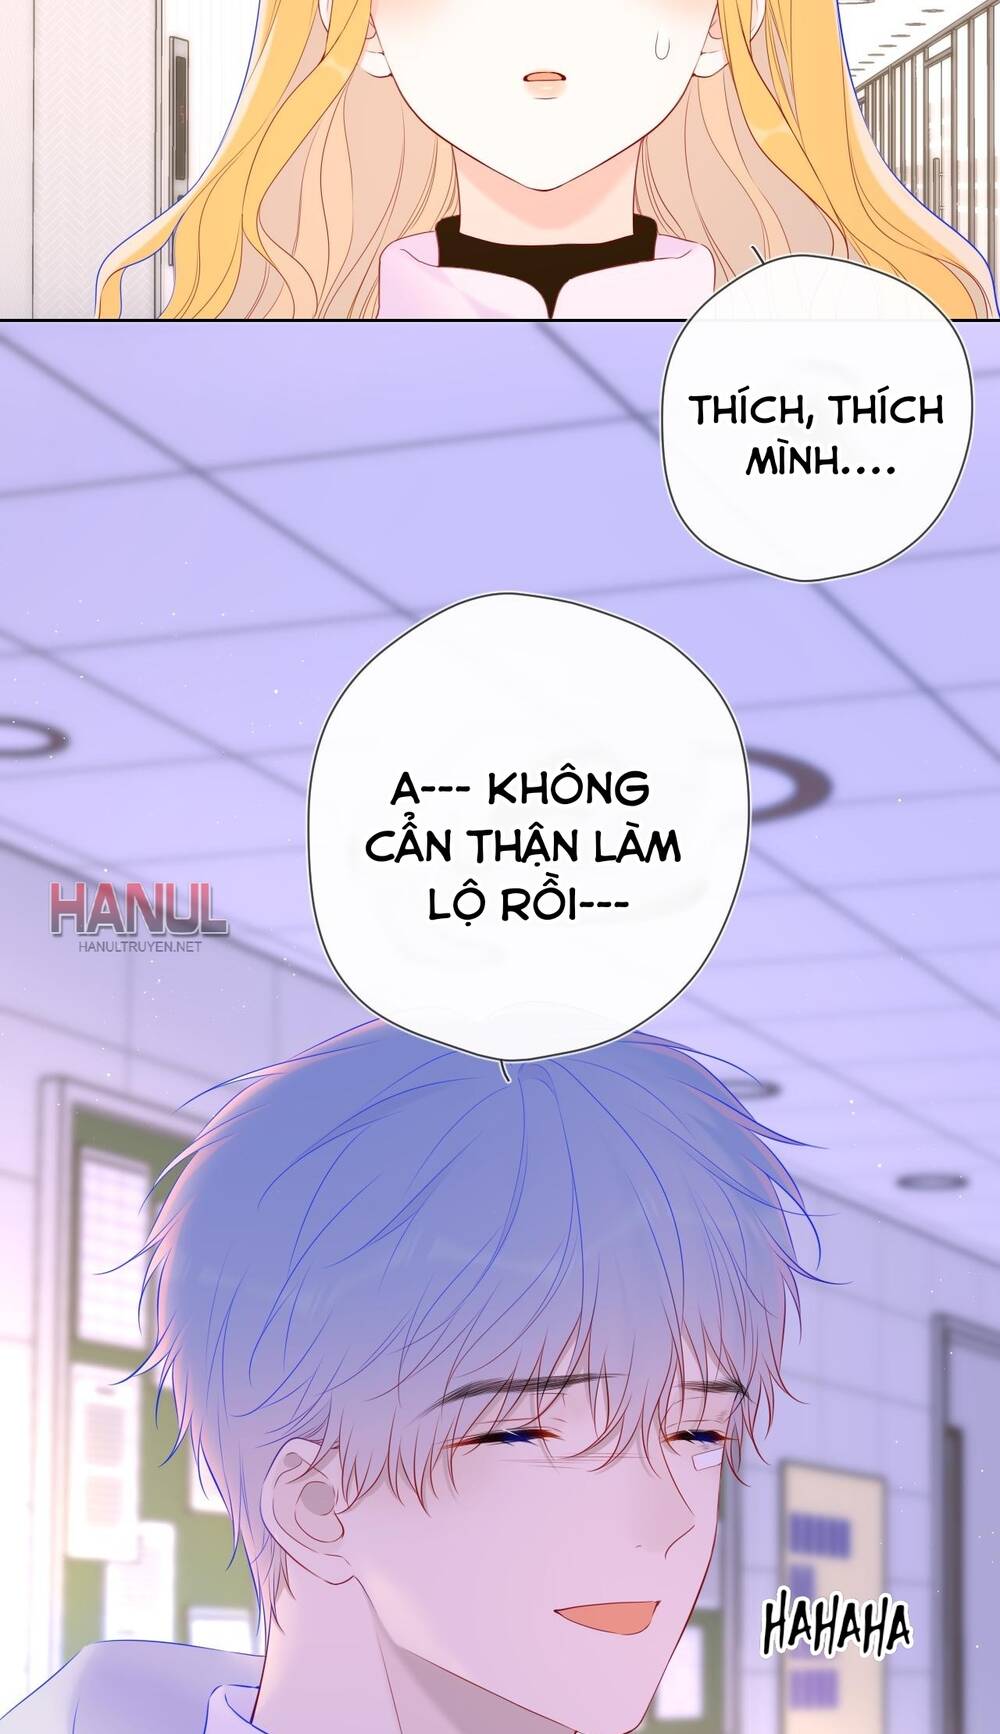 THÍCH, THÍCH
MÌNH....
A--- KHÔNG
CẨN THẬN LÀM
LỘ RỒI---
HANUL
HANULTRUYEN.NET
HAHAHA